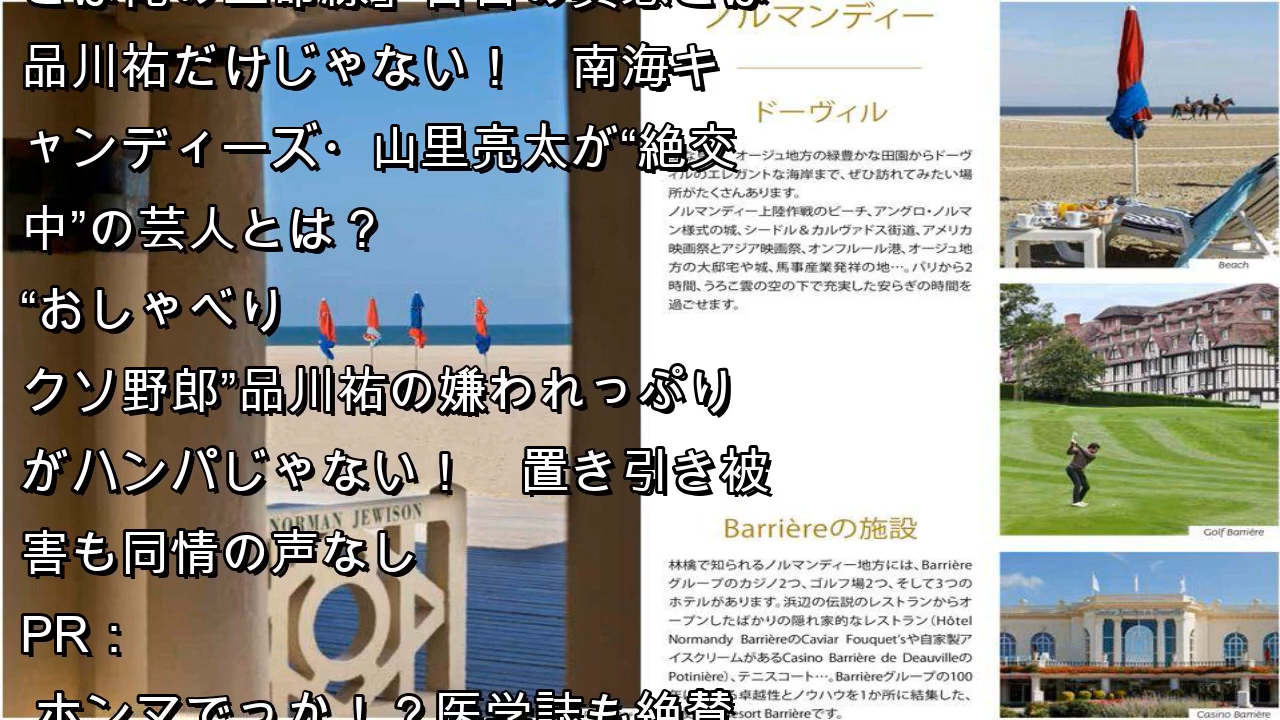 品川祐だけじゃない！　南海キ
ャンディーズ・山里亮太が“絶交
中”の芸人とは？
“おしゃべり
クソ野郎”品川祐の嫌われっぷり
がハンパじゃない！　置き引き被
害も同情の声なし
PR：
ホンマでっか！？医学誌も絶賛
NORMAN JEWISON
ノルマンディー
ドーヴィル
オージュ地方の緑豊かな田園からドーヴ
ィルのエレガントな海岸まで、ぜひ訪れてみたい場
所がたくさんあります。
ノルマンディー上陸作戦のビーチ、アングロ・ノルマ
ン様式の城、シードル＆カルヴァドス街道、アメリカ
映画祭とアジア映画祭、オンフルール港、オージュ地
方の大邸宅や城、馬事産業発祥の地…。パリから2
時間、うろこ雲の空の下で充実した安らぎの時間を
過ごせます。
Barrièreの施設
林檎で知られるノルマンディー地方には、Barrière
グループのカジノ2つ、ゴルフ場2つ、そして3つの
ホテルがあります。浜辺の伝説のレストランからオ
ープンしたばかりの隠れ家的なレストラン（Hôtel
Normandy BarrièreのCaviar Fouquet'sや自家製ア
イスクリームがあるCasino Barrière de Deauvilleの
Potinière）、テニスコート…。Barrièreグループの100
卓越性とノウハウを1か所に結集した、
esort Barrièreです。
Beach
Golf Barrière
Casino Barrière